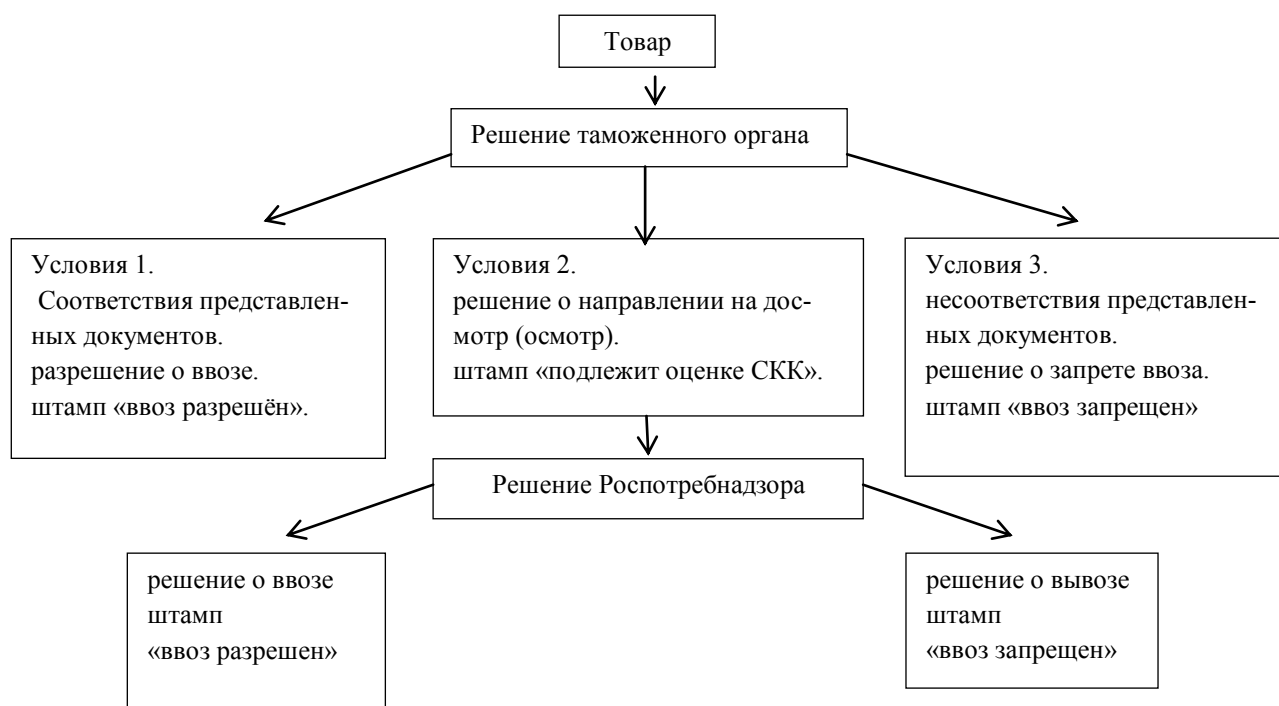 Товар
Решение таможенного органа
Условия 1.
Соответствия представлен-
ных документов.
разрешение о ввозе.
штамп «ввоз разрешён».
Условия 2.
решение о направлении на дос-
мотр (осмотр).
штамп «подлежит оценке СКК».
Условия 3.
несоответствия представлен-
ных документов.
решение о запрете ввоза.
штамп «ввоз запрещен»
Решение Роспотребнадзора
решение о ввозе
штамп
«ввоз разрешен»
решение о вывозе
штамп
«ввоз запрещен»